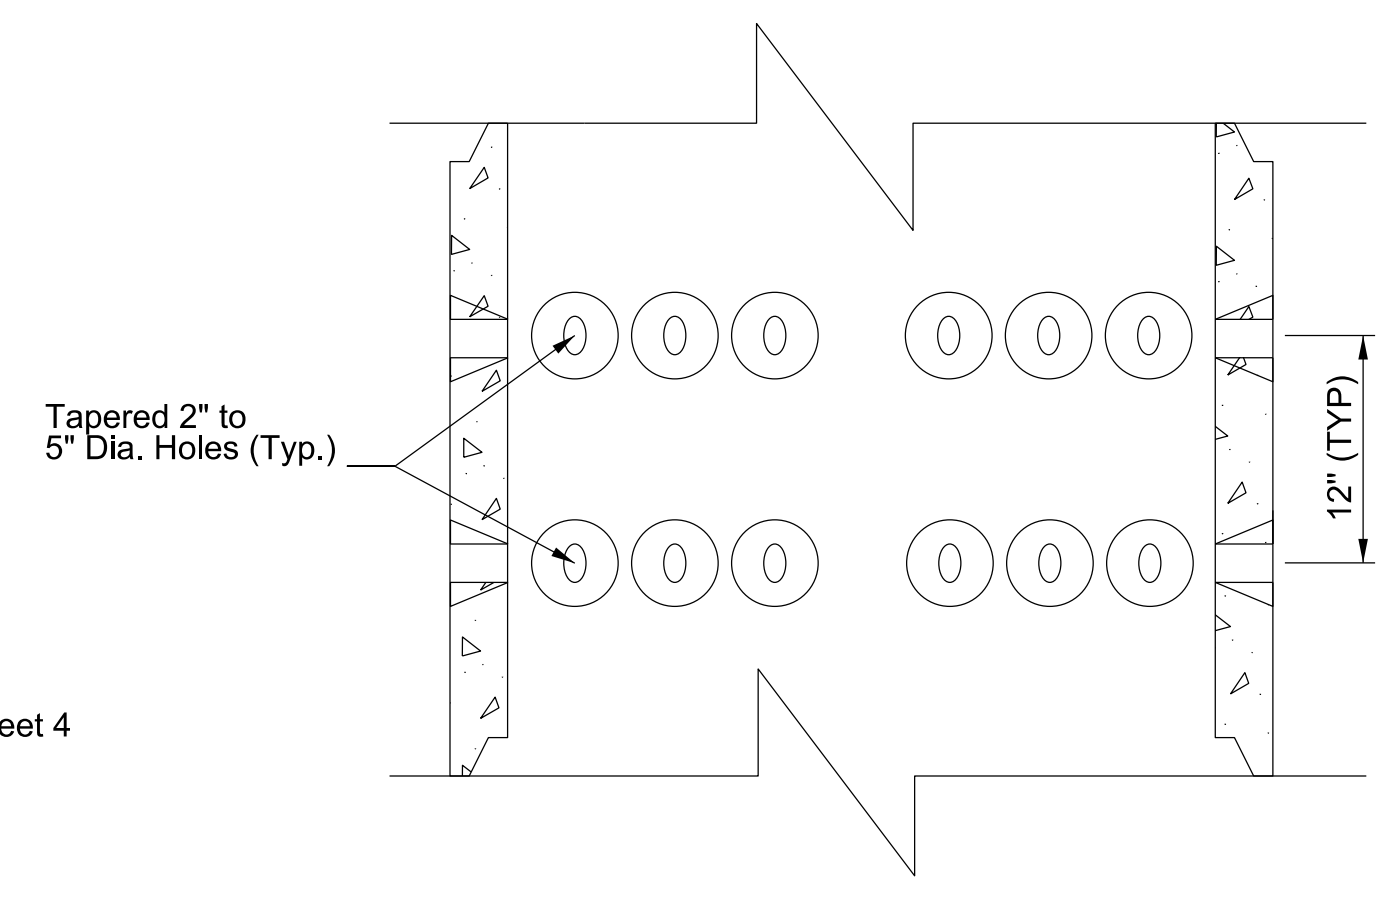 Tapered 2" to
5" Dia. Holes (Typ.)
12" (TYP)
eet 4